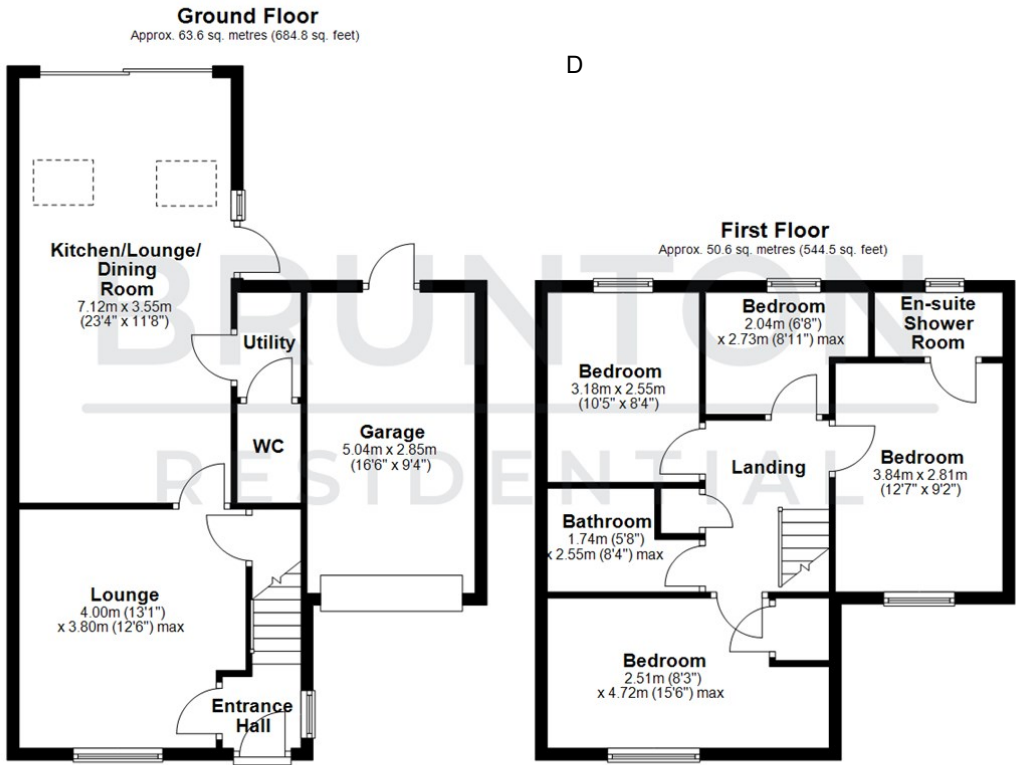 Ground Floor
Approx. 63.6 sq. metres (684.8 sq. feet)
D
Kitchen/Lounge/
Dining
Room
7.12m x 3.55m
(23'4" x 11'8")
Utility
WC
Garage
5.04m x 2.85m
(16'6" x 9'4")
Lounge
4.00m (13'1")
x 3.80m (12'6") max
Entrance
Hall
First Floor
Approx. 50.6 sq. metres (544.5 sq. feet)
Bedroom
3.18m x 2.55m
(10'5" x 8'4")
Bedroom
2.04m (6'8")
x 2.73m (8'11") max
En-suite
Shower
Room
Landing
Bedroom
3.84m x 2.81m
(12'7" x 9'2")
Bathroom
1.74m (5'8")
x 2.55m (8'4") max
Bedroom
2.51m (8'3")
x 4.72m (15'6") max
BRUNTON
RESIDENTIAL